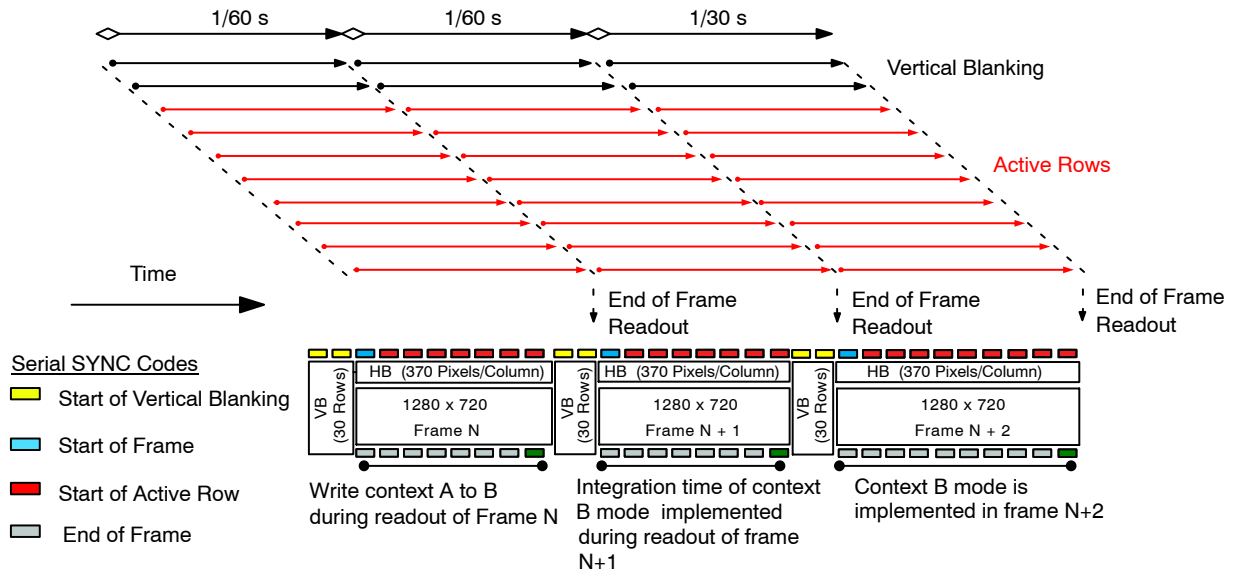 1/60 s
1/60 s
1/30 s
Vertical Blanking
Active Rows
Time
End of Frame
Readout
End of Frame
Readout
End of Frame
Readout
Serial SYNC Codes
Start of Vertical Blanking
Start of Frame
Start of Active Row
End of Frame
VB
(30 Rows)
HB (370 Pixels/Column)
1280 x 720
Frame N
VB
(30 Rows)
HB (370 Pixels/Column)
1280 x 720
Frame N + 1
VB
(30 Rows)
HB (370 Pixels/Column)
1280 x 720
Frame N + 2
Write context A to B
during readout of Frame N
Integration time of context
B mode implemented
during readout of frame
N+1
Context B mode is
implemented in frame N+2